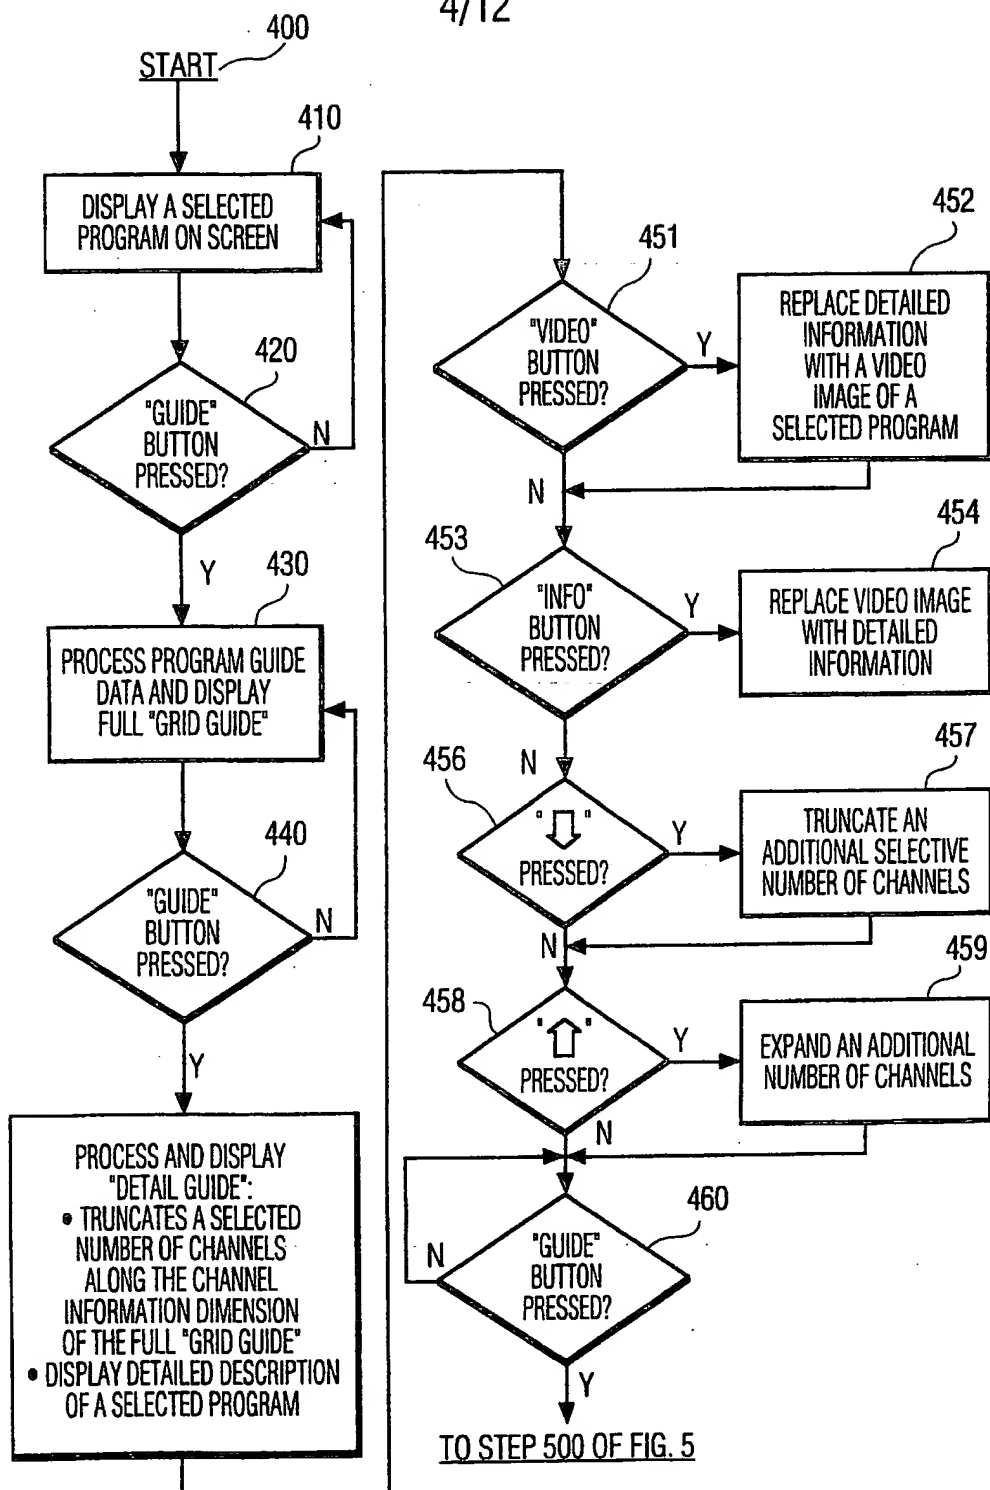 4/12
400
START
410
DISPLAY A SELECTED
PROGRAM ON SCREEN
420
"GUIDE"
BUTTON
PRESSED?
N
Y
430
PROCESS PROGRAM GUIDE
DATA AND DISPLAY
FULL "GRID GUIDE"
440
"GUIDE"
BUTTON
PRESSED?
N
Y
PROCESS AND DISPLAY
"DETAIL GUIDE":
• TRUNCATES A SELECTED
NUMBER OF CHANNELS
ALONG THE CHANNEL
INFORMATION DIMENSION
OF THE FULL "GRID GUIDE"
• DISPLAY DETAILED DESCRIPTION
OF A SELECTED PROGRAM
451
"VIDEO"
BUTTON
PRESSED?
Y
N
452
REPLACE DETAILED
INFORMATION
WITH A VIDEO
IMAGE OF A
SELECTED PROGRAM
453
"INFO"
BUTTON
PRESSED?
Y
N
454
REPLACE VIDEO IMAGE
WITH DETAILED
INFORMATION
456
"⇩"
PRESSED?
Y
N
457
TRUNCATE AN
ADDITIONAL SELECTIVE
NUMBER OF CHANNELS
458
"⇧"
PRESSED?
Y
N
459
EXPAND AN ADDITIONAL
NUMBER OF CHANNELS
460
"GUIDE"
BUTTON
PRESSED?
N
Y
TO STEP 500 OF FIG. 5